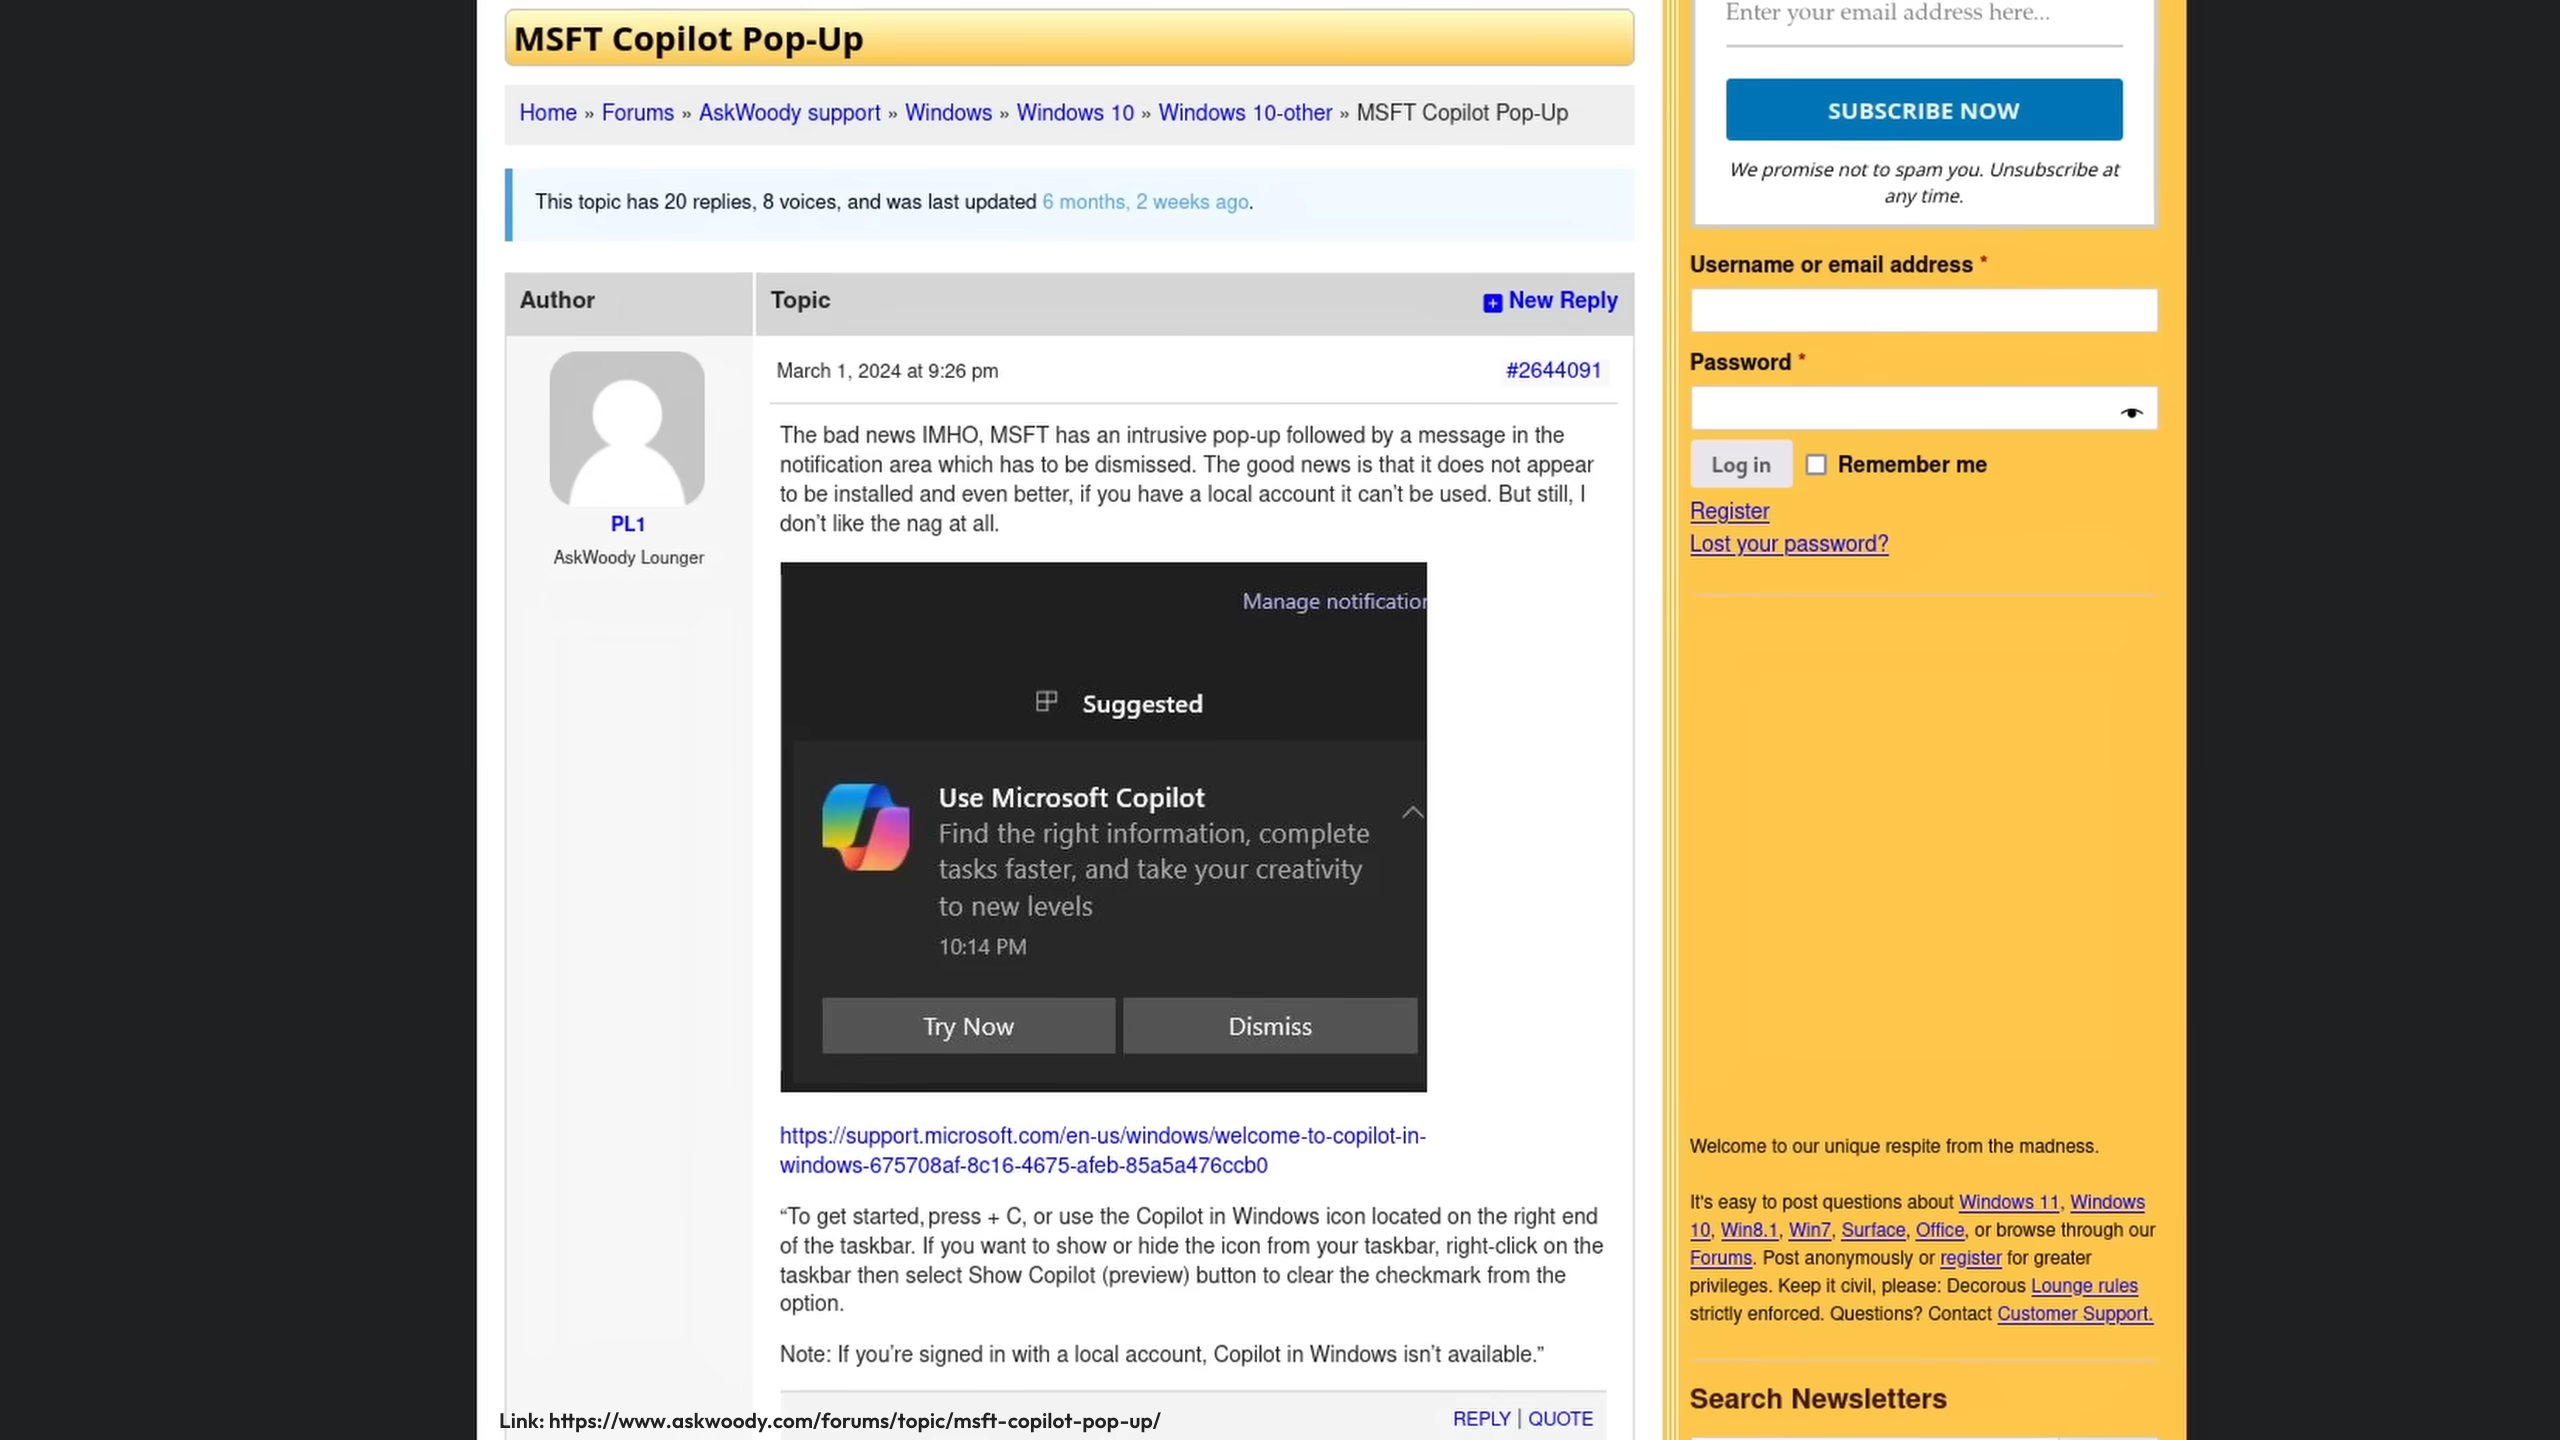 MSFT Copilot Pop-Up
Home » Forums » AskWoody support » Windows » Windows 10 » Windows 10-other » MSFT Copilot Pop-Up
This topic has 20 replies, 8 voices, and was last updated 6 months, 2 weeks ago.
Author
Topic
New Reply
PL1
AskWoody Lounger
March 1, 2024 at 9:26 pm
#2644091
The bad news IMHO, MSFT has an intrusive pop-up followed by a message in the
notification area which has to be dismissed. The good news is that it does not appear
to be installed and even better, if you have a local account it can’t be used. But still, I
don’t like the nag at all.
Manage notification
Suggested
Use Microsoft Copilot
Find the right information, complete
tasks faster, and take your creativity
to new levels
10:14 PM
Try Now
Dismiss
https://support.microsoft.com/en-us/windows/welcome-to-copilot-in-
windows-675708af-8c16-4675-afeb-85a5a476ccb0
“To get started, press + C, or use the Copilot in Windows icon located on the right end
of the taskbar. If you want to show or hide the icon from your taskbar, right-click on the
taskbar then select Show Copilot (preview) button to clear the checkmark from the
option.
Note: If you’re signed in with a local account, Copilot in Windows isn’t available.”
REPLY | QUOTE
Link: https://www.askwoody.com/forums/topic/msft-copilot-pop-up/
Enter your email address here...
SUBSCRIBE NOW
We promise not to spam you. Unsubscribe at
any time.
Username or email address *
Password *
Log in
Remember me
Register
Lost your password?
Welcome to our unique respite from the madness.
It's easy to post questions about Windows 11, Windows
10, Win8.1, Win7, Surface, Office, or browse through our
Forums. Post anonymously or register for greater
privileges. Keep it civil, please: Decorous Lounge rules
strictly enforced. Questions? Contact Customer Support.
Search Newsletters